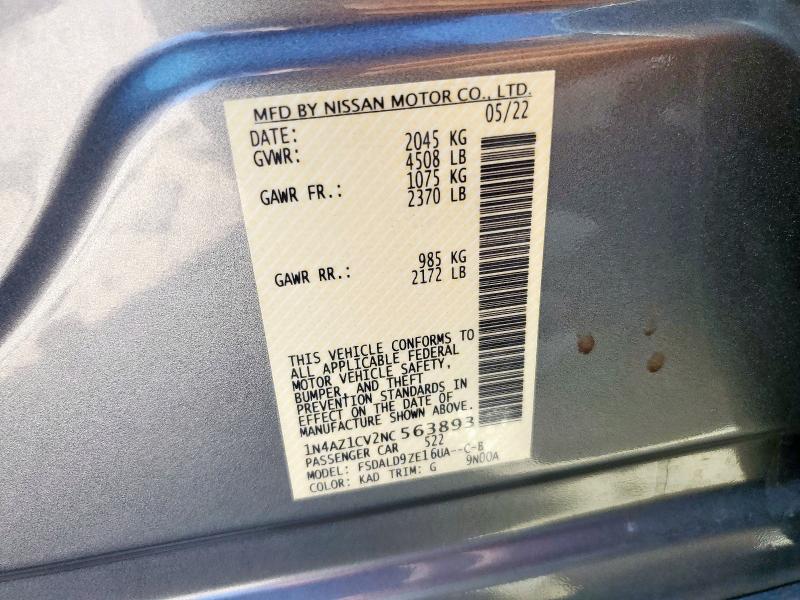 MFD BY NISSAN MOTOR CO., LTD.
DATE: 05/22
GVWR: 2045 KG
4508 LB
GAWR FR.: 1075 KG
2370 LB
GAWR RR.: 985 KG
2172 LB
THIS VEHICLE CONFORMS TO
ALL APPLICABLE FEDERAL
MOTOR VEHICLE SAFETY,
BUMPER, AND THEFT
PREVENTION STANDARDS IN
EFFECT ON THE DATE OF
MANUFACTURE SHOWN ABOVE.
1N4AZ1CV2NC563893
PASSENGER CAR 522
MODEL: FSDALD9ZE16UA--C-B
COLOR: KAD TRIM: G 9N00A